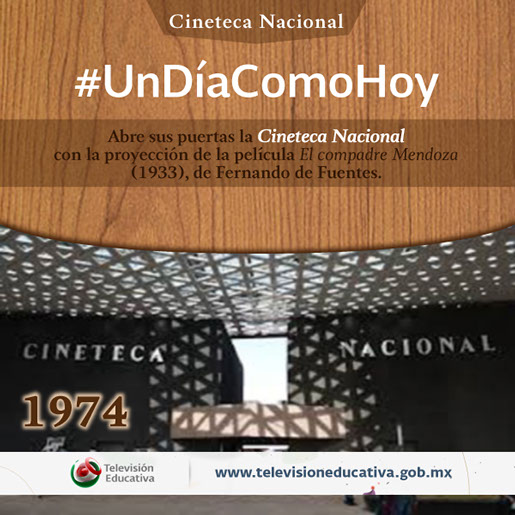 Cineteca Nacional
#UnDíaComoHoy
Abre sus puertas la Cineteca Nacional
con la proyección de la película El compadre Mendoza
(1933), de Fernando de Fuentes.
CINETECA NACIONAL
1974
Televisión
Educativa
www.televisioneducativa.gob.mx